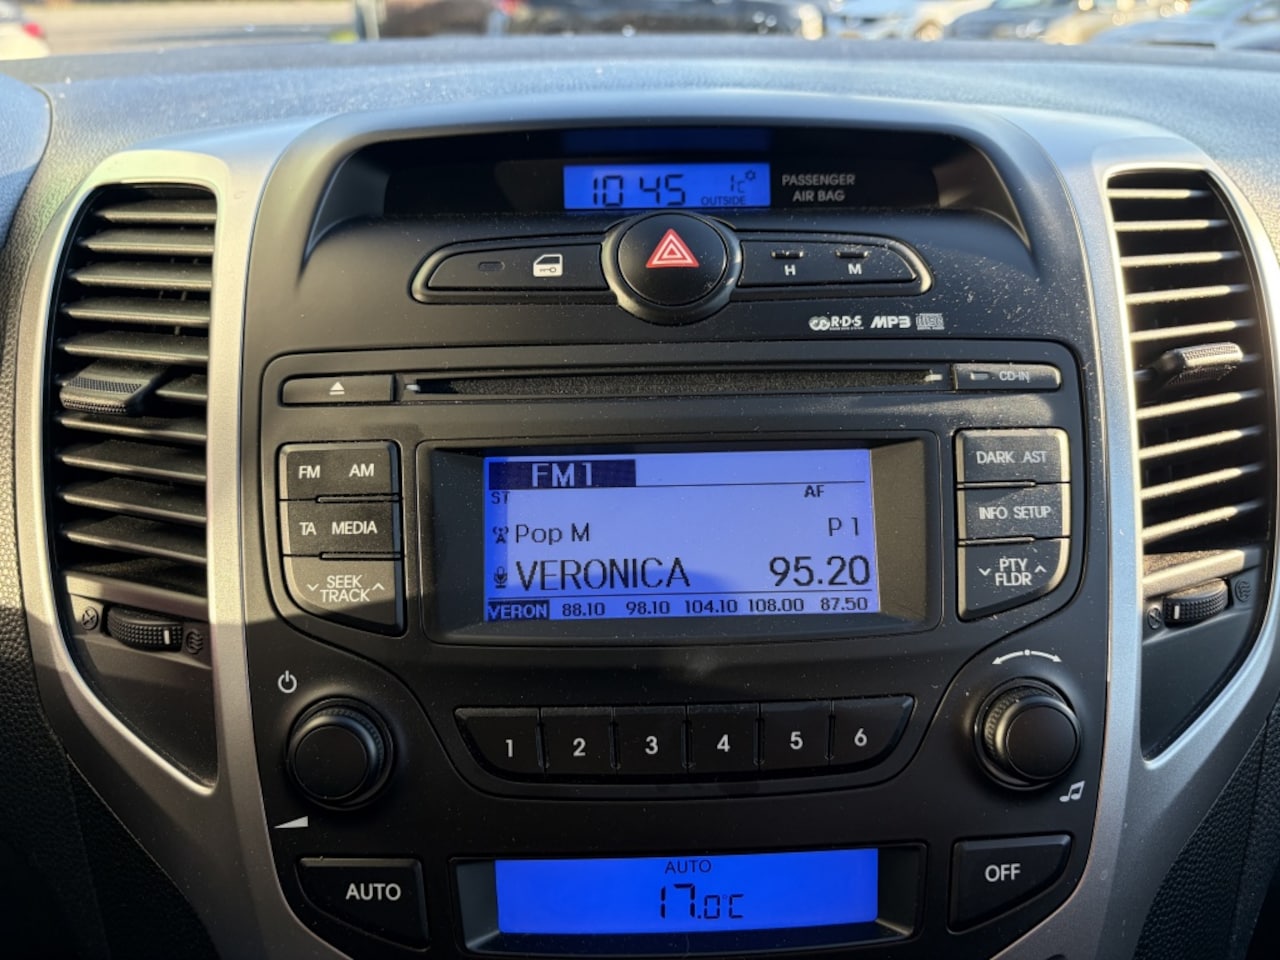 10:45 1°C
OUTSIDE
PASSENGER
AIR BAG
H M
R·D·S MP3
CD-IN
FM AM
TA MEDIA
SEEK
TRACK
FM1
ST AF
Pop M P1
VERONICA 95.20
VERON 88.10 98.10 104.10 108.00 87.50
DARK AST
INFO SETUP
PTY
FLDR
1 2 3 4 5 6
AUTO
AUTO
17.0°C
OFF